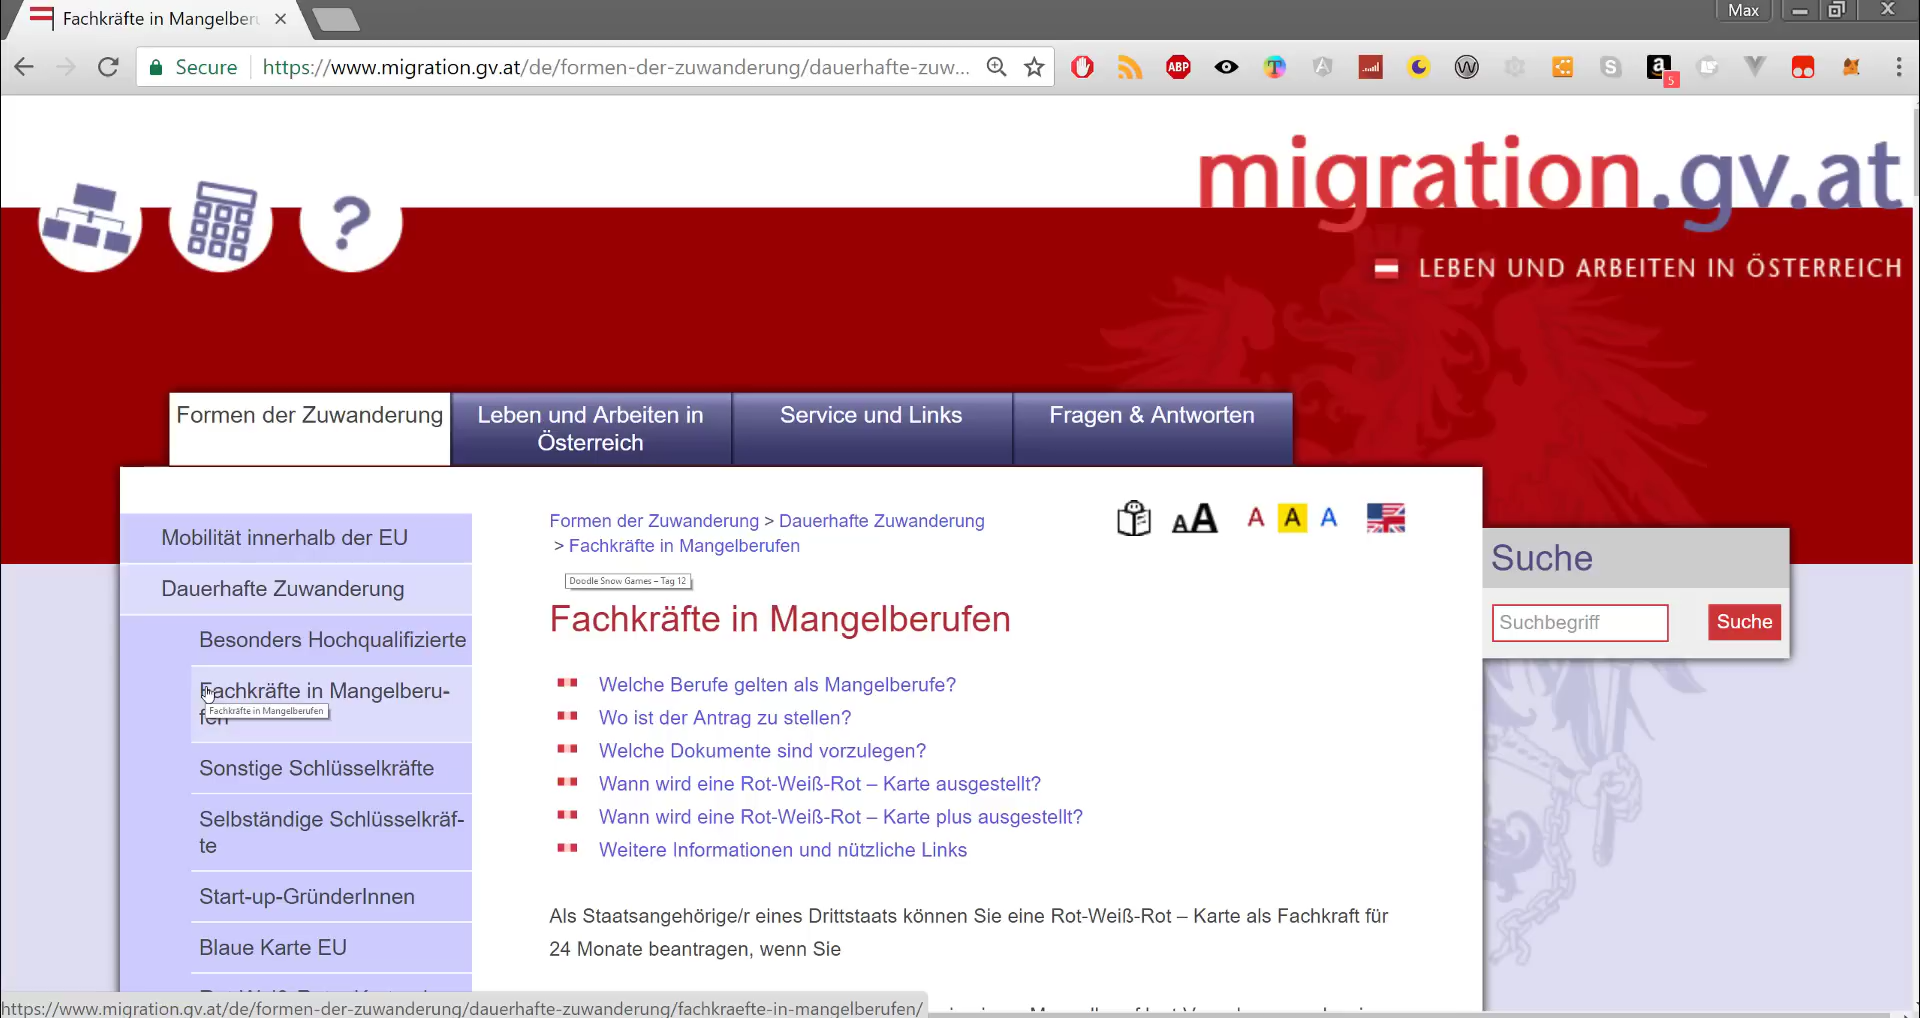 Fachkräfte in Mangelberu
Max
Secure
https://www.migration.gv.at/de/formen-der-zuwanderung/dauerhafte-zuw...
ABP
T
A
W
S
a
5
migration.gv.at
?
LEBEN UND ARBEITEN IN ÖSTERREICH
Formen der Zuwanderung
Leben und Arbeiten in
Österreich
Service und Links
Fragen & Antworten
Mobilität innerhalb der EU
Dauerhafte Zuwanderung
Besonders Hochqualifizierte
Fachkräfte in Mangelberu-
fen
Fachkräfte in Mangelberufen
Sonstige Schlüsselkräfte
Selbständige Schlüsselkräf-
te
Start-up-GründerInnen
Blaue Karte EU
Formen der Zuwanderung > Dauerhafte Zuwanderung
> Fachkräfte in Mangelberufen
AA
A A A
Doodle Snow Games – Tag 12
Fachkräfte in Mangelberufen
Welche Berufe gelten als Mangelberufe?
Wo ist der Antrag zu stellen?
Welche Dokumente sind vorzulegen?
Wann wird eine Rot-Weiß-Rot – Karte ausgestellt?
Wann wird eine Rot-Weiß-Rot – Karte plus ausgestellt?
Weitere Informationen und nützliche Links
Als Staatsangehörige/r eines Drittstaats können Sie eine Rot-Weiß-Rot – Karte als Fachkraft für
24 Monate beantragen, wenn Sie
Suche
Suchbegriff
Suche
https://www.migration.gv.at/de/formen-der-zuwanderung/dauerhafte-zuwanderung/fachkraefte-in-mangelberufen/